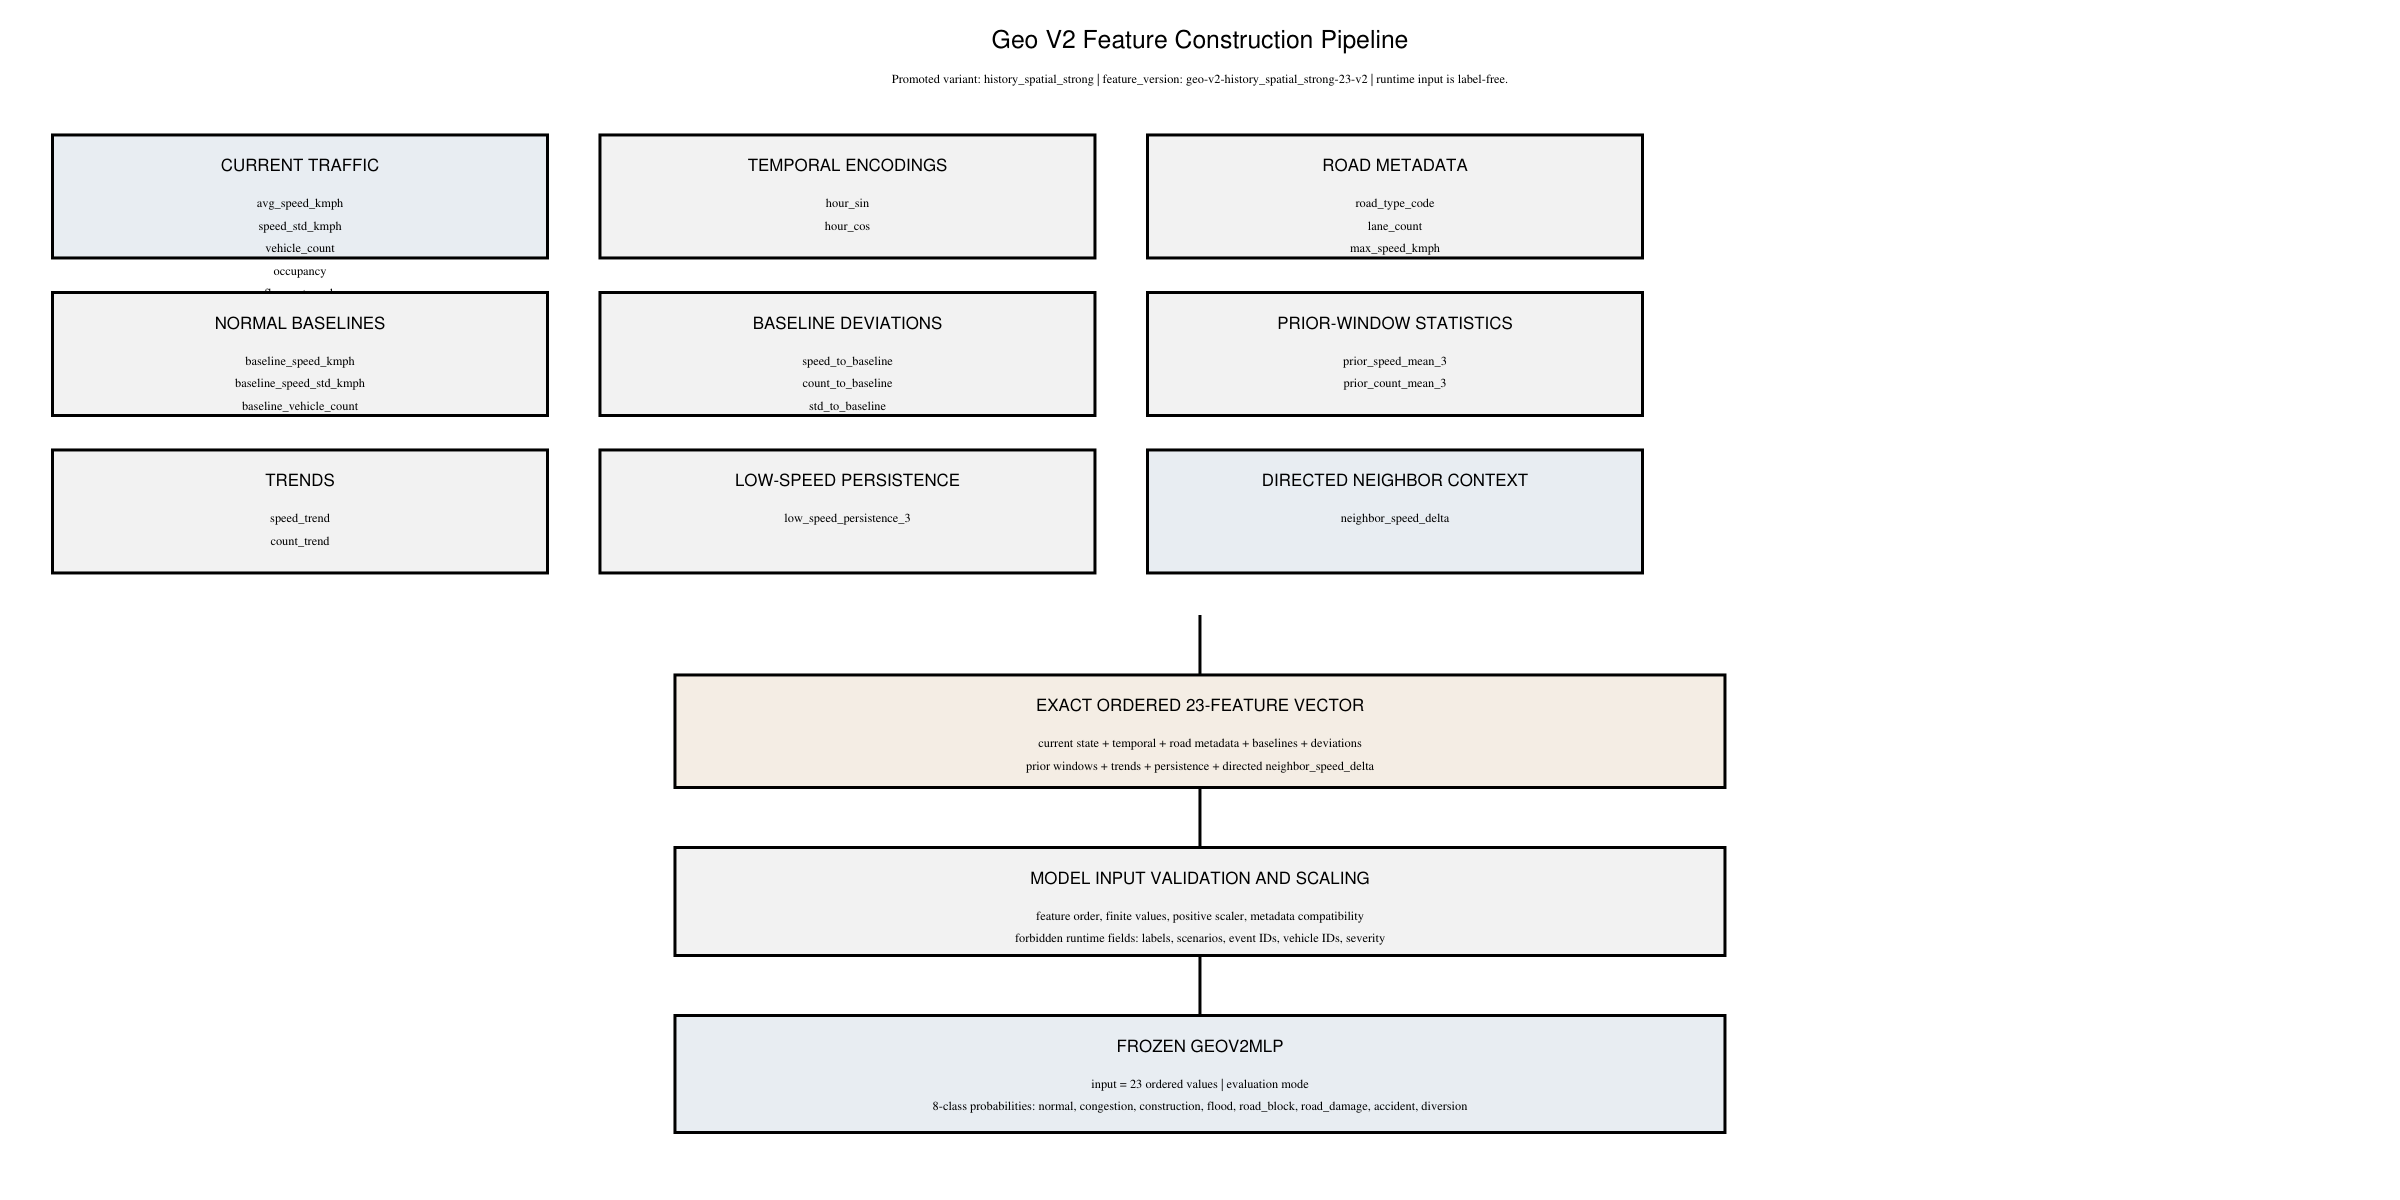 Geo V2 Feature Construction Pipeline
Promoted variant: history_spatial_strong | feature_version: geo-v2-history_spatial_strong-23-v2 | runtime input is label-free.
CURRENT TRAFFIC
avg_speed_kmph
speed_std_kmph
vehicle_count
occupancy
TEMPORAL ENCODINGS
hour_sin
hour_cos
ROAD METADATA
road_type_code
lane_count
max_speed_kmph
NORMAL BASELINES
baseline_speed_kmph
baseline_speed_std_kmph
baseline_vehicle_count
BASELINE DEVIATIONS
speed_to_baseline
count_to_baseline
std_to_baseline
PRIOR-WINDOW STATISTICS
prior_speed_mean_3
prior_count_mean_3
TRENDS
speed_trend
count_trend
LOW-SPEED PERSISTENCE
low_speed_persistence_3
DIRECTED NEIGHBOR CONTEXT
neighbor_speed_delta
EXACT ORDERED 23-FEATURE VECTOR
current state + temporal + road metadata + baselines + deviations
prior windows + trends + persistence + directed neighbor_speed_delta
MODEL INPUT VALIDATION AND SCALING
feature order, finite values, positive scaler, metadata compatibility
forbidden runtime fields: labels, scenarios, event IDs, vehicle IDs, severity
FROZEN GEOV2MLP
input = 23 ordered values | evaluation mode
8-class probabilities: normal, congestion, construction, flood, road_block, road_damage, accident, diversion